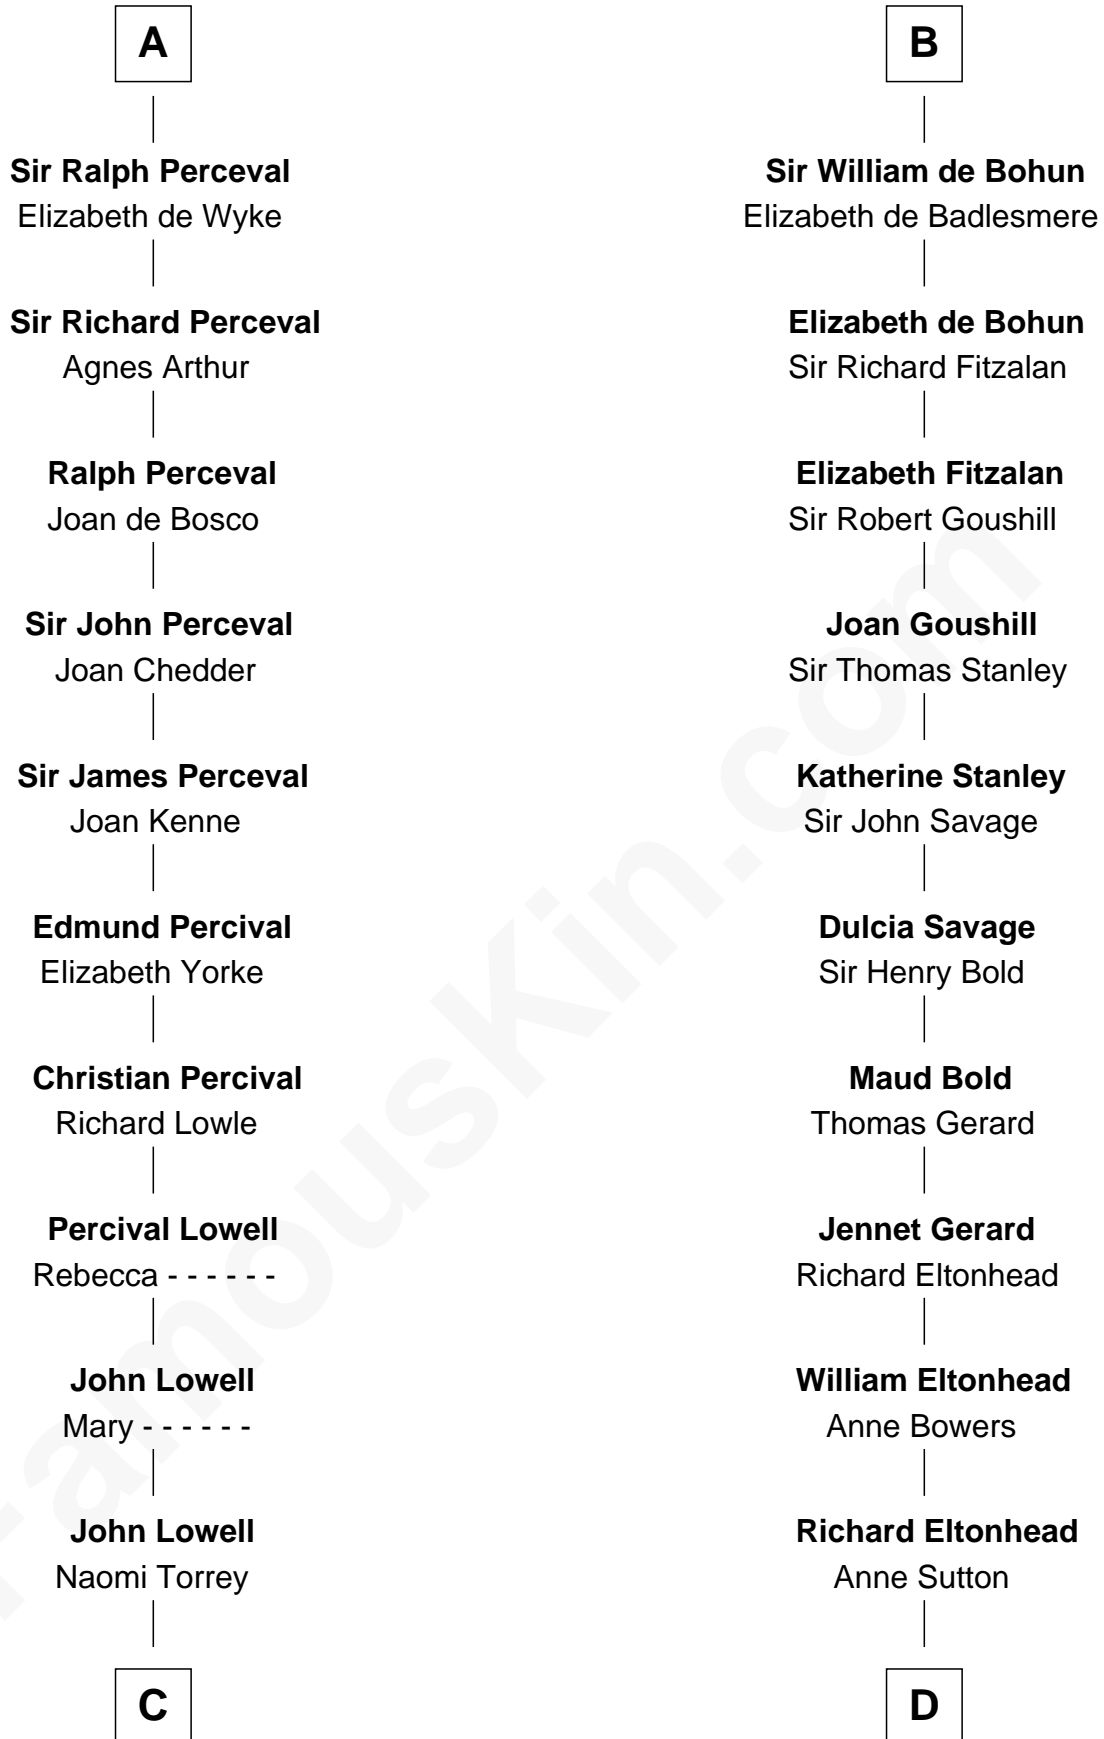 A
Sir Ralph Perceval
Elizabeth de Wyke
Sir Richard Perceval
Agnes Arthur
Ralph Perceval
Joan de Bosco
Sir John Perceval
Joan Chedder
Sir James Perceval
Joan Kenne
Edmund Percival
Elizabeth Yorke
Christian Percival
Richard Lowle
Percival Lowell
Rebecca - - - - - -
John Lowell
Mary - - - - - -
John Lowell
Naomi Torrey
C
B
Sir William de Bohun
Elizabeth de Badlesmere
Elizabeth de Bohun
Sir Richard Fitzalan
Elizabeth Fitzalan
Sir Robert Goushill
Joan Goushill
Sir Thomas Stanley
Katherine Stanley
Sir John Savage
Dulcia Savage
Sir Henry Bold
Maud Bold
Thomas Gerard
Jennet Gerard
Richard Eltonhead
William Eltonhead
Anne Bowers
Richard Eltonhead
Anne Sutton
D
FamousKin.com